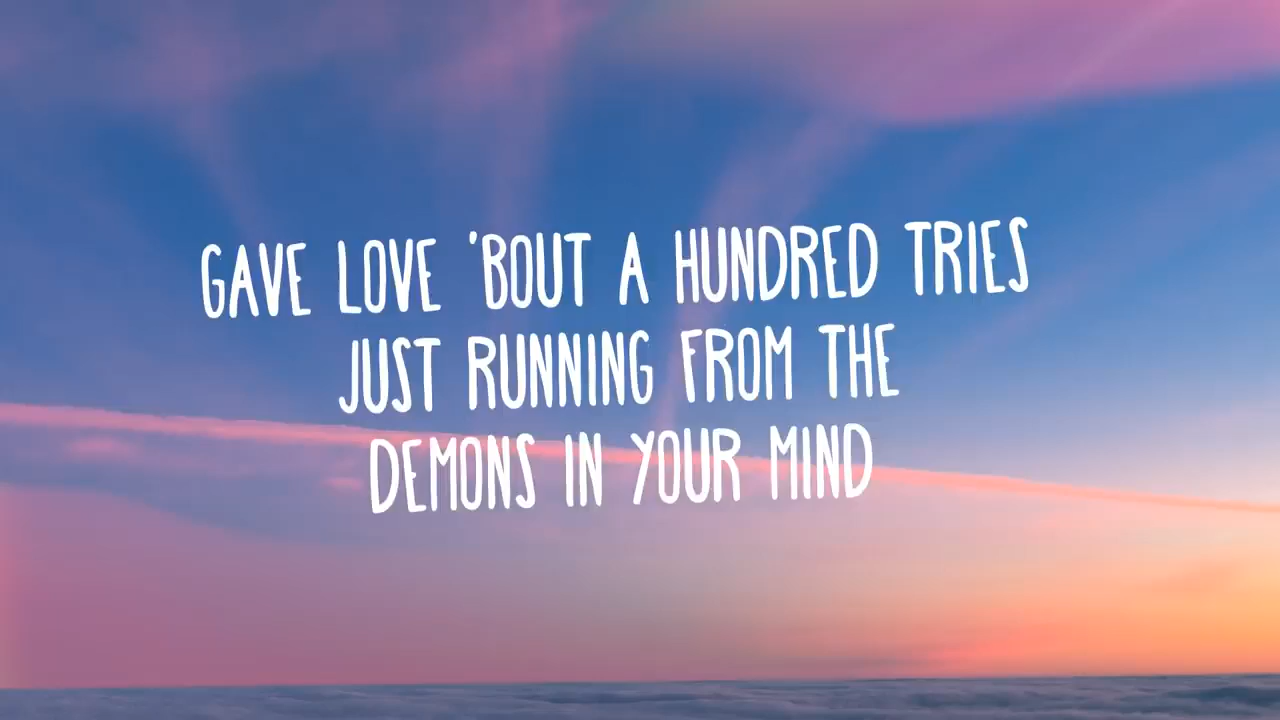 GAVE LOVE 'BOUT A HUNDRED TRIES
JUST RUNNING FROM THE
DEMONS IN YOUR MIND